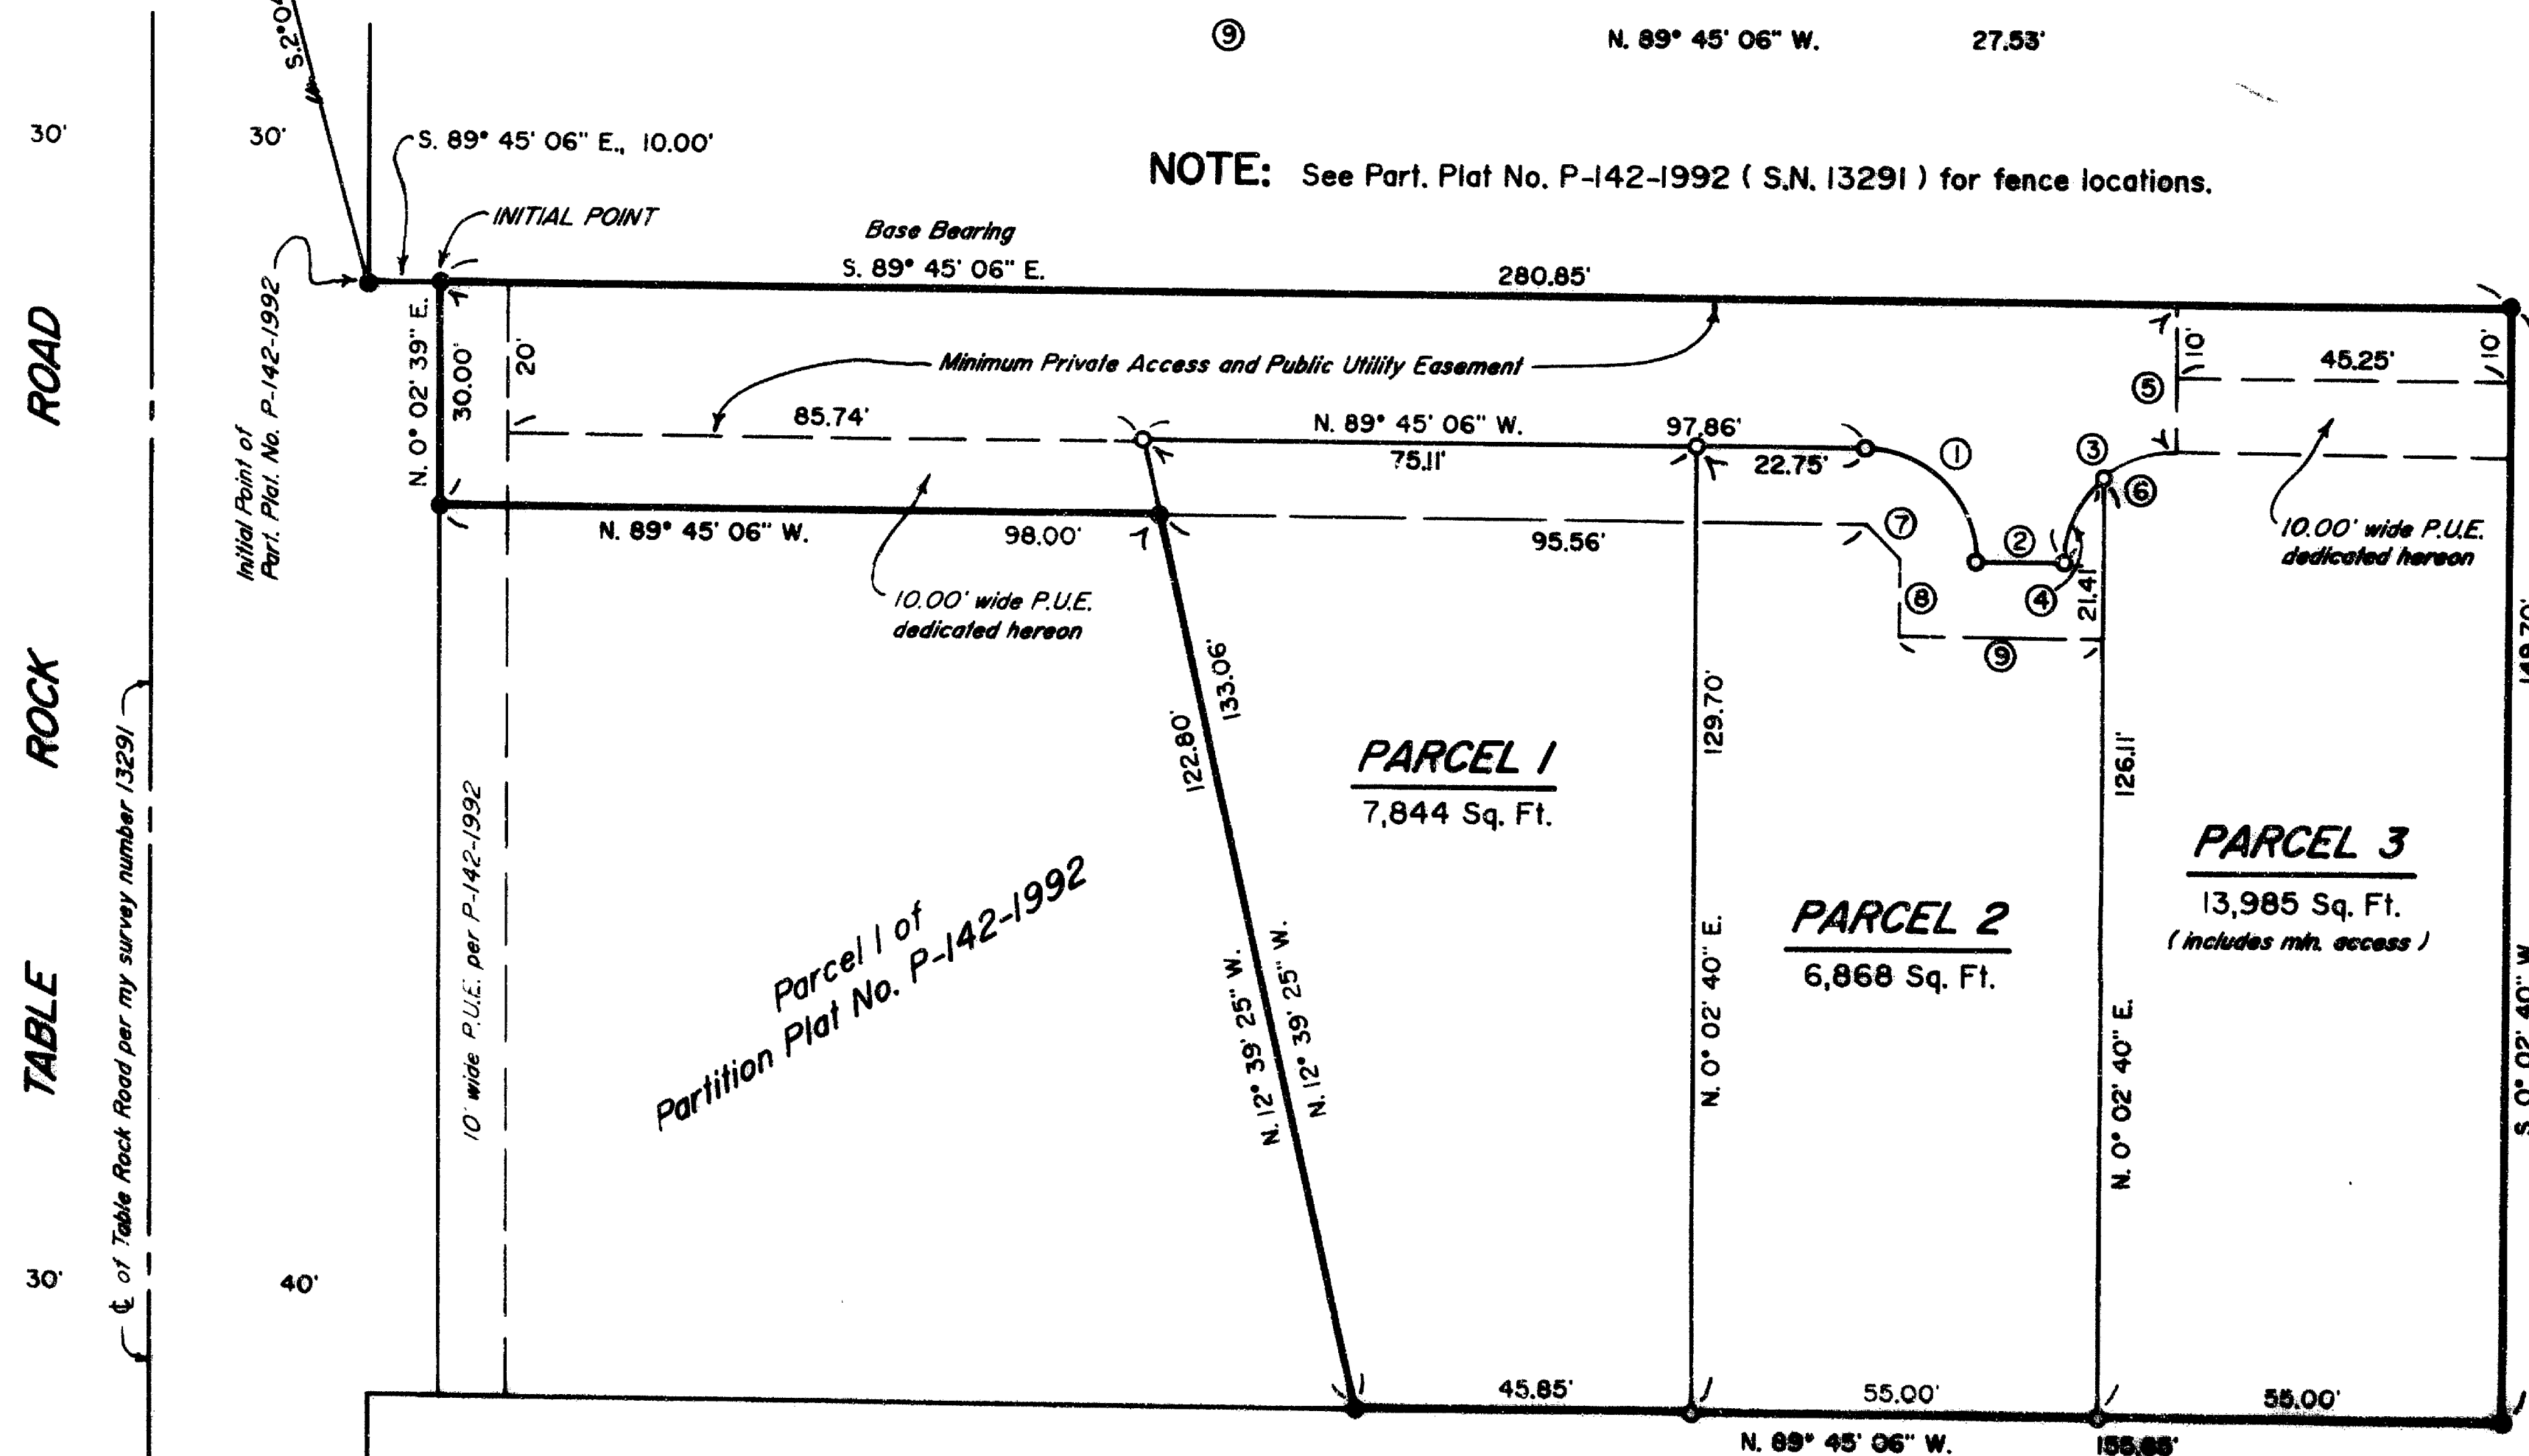 S. 2° 0
⑨ N. 89° 45' 06" W. 27.53'
30'
30'
S. 89° 45' 06" E., 10.00'
NOTE: See Part. Plat No. P-142-1992 ( S.N. 13291 ) for fence locations.
INITIAL POINT
Base Bearing
S. 89° 45' 06" E.
280.85'
Initial Point of
Part. Plat. No. P-142-1992
N. 0° 02' 39" E.
30.00'
20'
Minimum Private Access and Public Utility Easement
10'
45.25'
10'
⑤
85.74'
N. 89° 45' 06" W.
97.86'
75.11'
22.75'
①
③
⑥
N. 89° 45' 06" W.
98.00'
95.56'
⑦
②
10.00' wide P.U.E.
dedicated hereon
10.00' wide P.U.E.
dedicated hereon
⑧
④
21.41
⑨
TABLE ROCK ROAD
℄ of Table Rock Road per my survey number 13291
10' wide P.U.E. per P-142-1992
133.06'
122.80'
N. 12° 39' 25" W.
N. 12° 39' 25" W.
Parcel 1 of
Partition Plat No. P-142-1992
PARCEL 1
7,844 Sq. Ft.
129.70'
N. 0° 02' 40" E.
PARCEL 2
6,868 Sq. Ft.
126.11'
N. 0° 02' 40" E.
PARCEL 3
13,985 Sq. Ft.
( includes min. access )
149.70'
S. 0° 02' 40" W.
30'
40'
45.85'
55.00'
55.00'
N. 89° 45' 06" W.